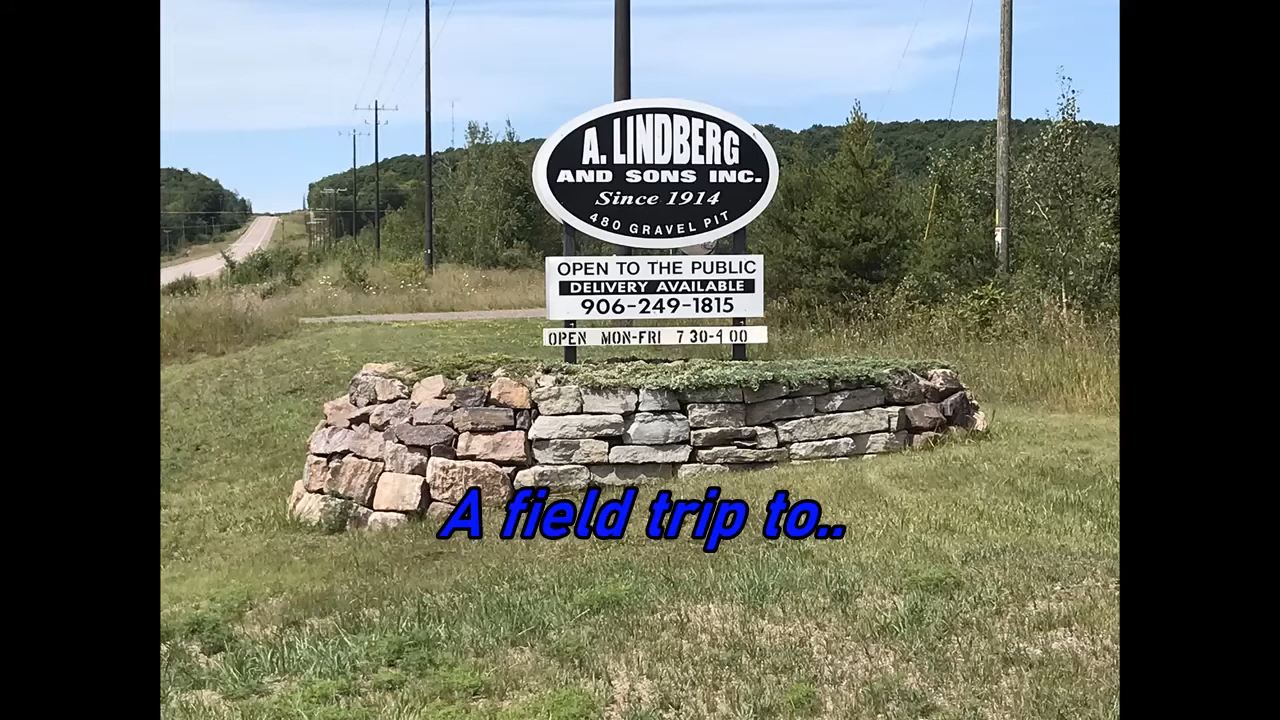 A. LINDBERG
AND SONS INC.
Since 1914
480 GRAVEL PIT
OPEN TO THE PUBLIC
DELIVERY AVAILABLE
906-249-1815
OPEN MON-FRI 7 30-4 00
A field trip to..